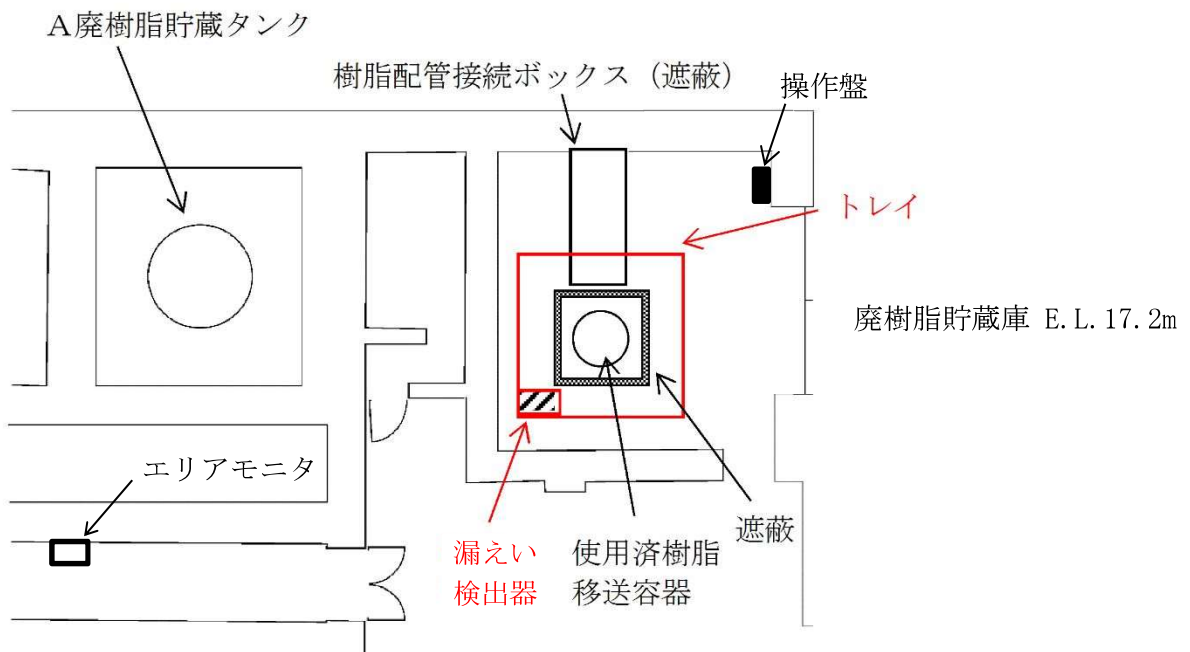 A廃樹脂貯蔵タンク
樹脂配管接続ボックス（遮蔽）
操作盤
トレイ
廃樹脂貯蔵庫 E.L.17.2m
エリアモニタ
漏えい
検出器
使用済樹脂
移送容器
遮蔽